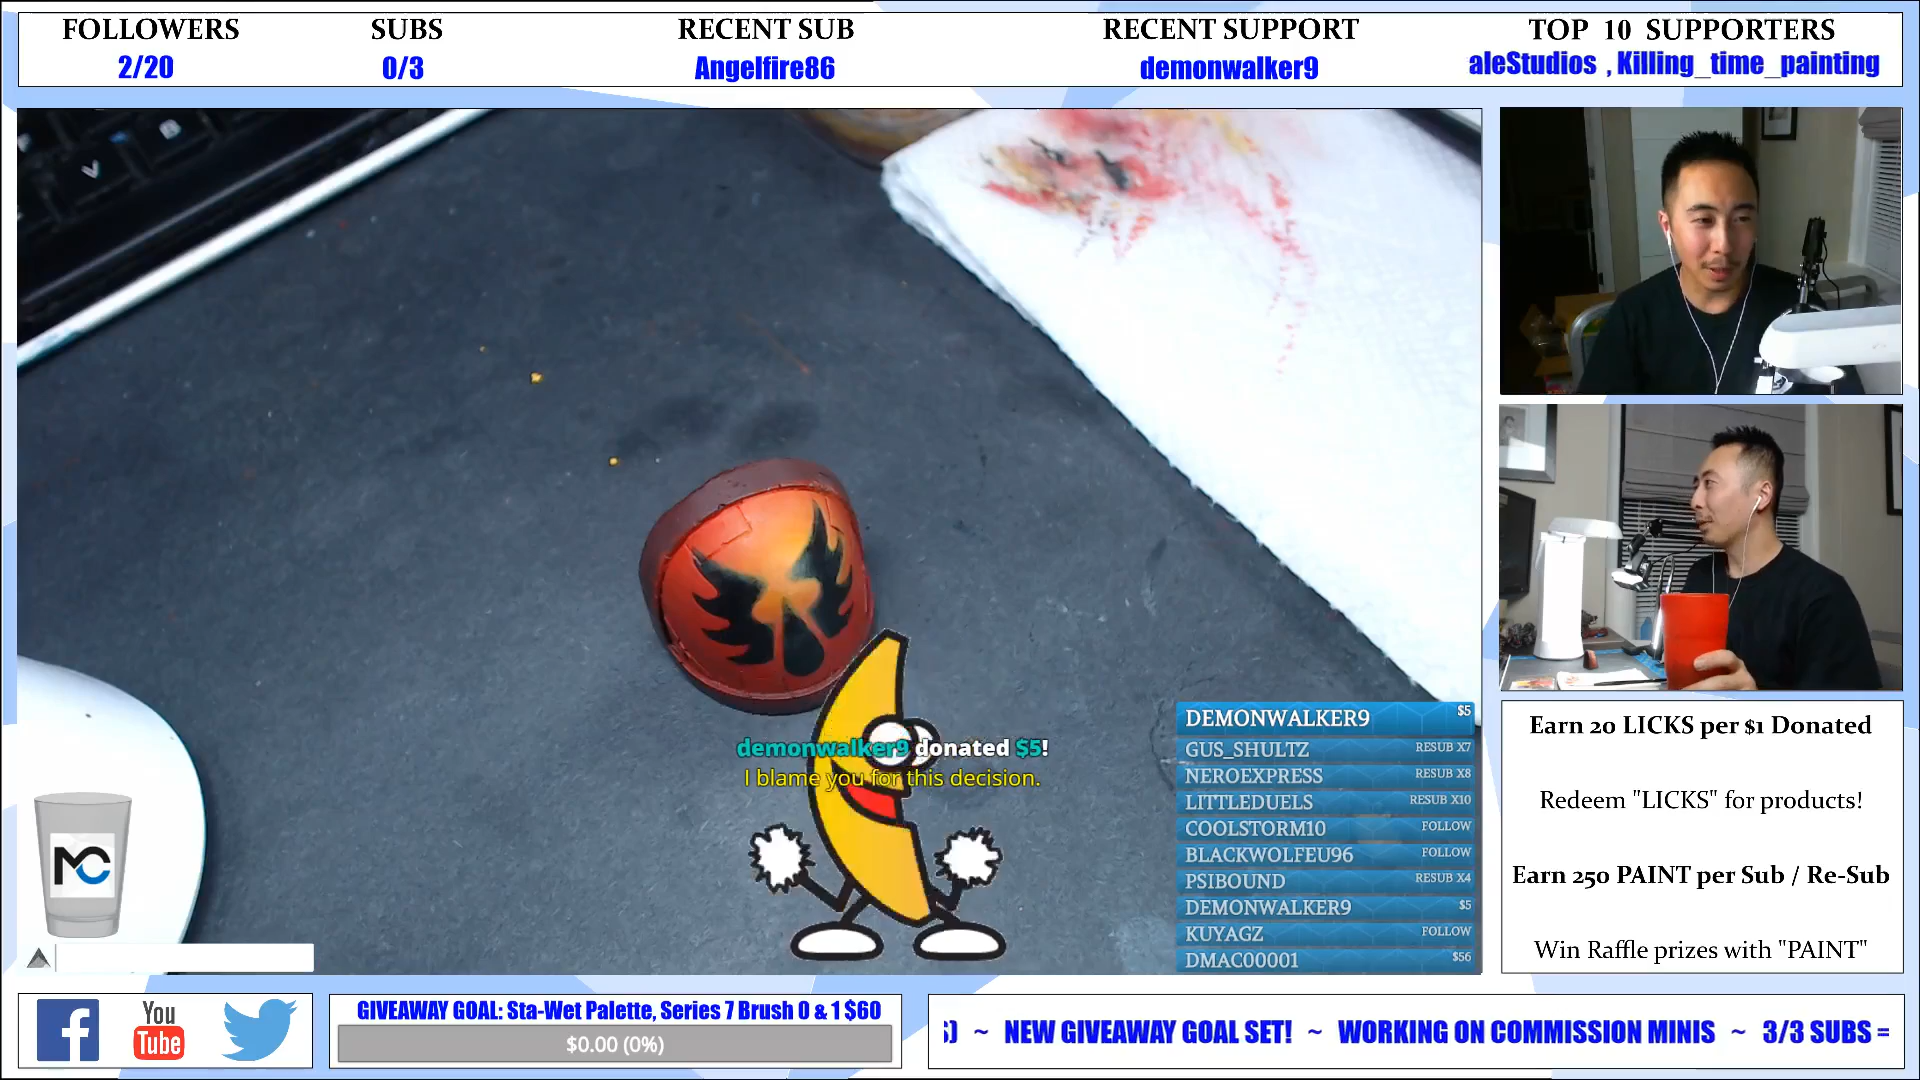 FOLLOWERS
2/20
SUBS
0/3
RECENT SUB
Angelfire86
RECENT SUPPORT
demonwalker9
TOP 10 SUPPORTERS
aleStudios , Killing_time_painting
V
B
demonwalker9 donated $5!
I blame you for this decision.
DEMONWALKER9 $5
GUS_SHULTZ RESUB X7
NEROEXPRESS RESUB X8
LITTLEDUELS RESUB X10
COOLSTORM10 FOLLOW
BLACKWOLFEU96 FOLLOW
PSIBOUND RESUB X4
DEMONWALKER9 $5
KUYAGZ FOLLOW
DMAC00001 $56
Earn 20 LICKS per $1 Donated
Redeem "LICKS" for products!
Earn 250 PAINT per Sub / Re-Sub
Win Raffle prizes with "PAINT"
MC
f
You
Tube
GIVEAWAY GOAL: Sta-Wet Palette, Series 7 Brush 0 & 1 $60
$0.00 (0%)
) ~ NEW GIVEAWAY GOAL SET! ~ WORKING ON COMMISSION MINIS ~ 3/3 SUBS =